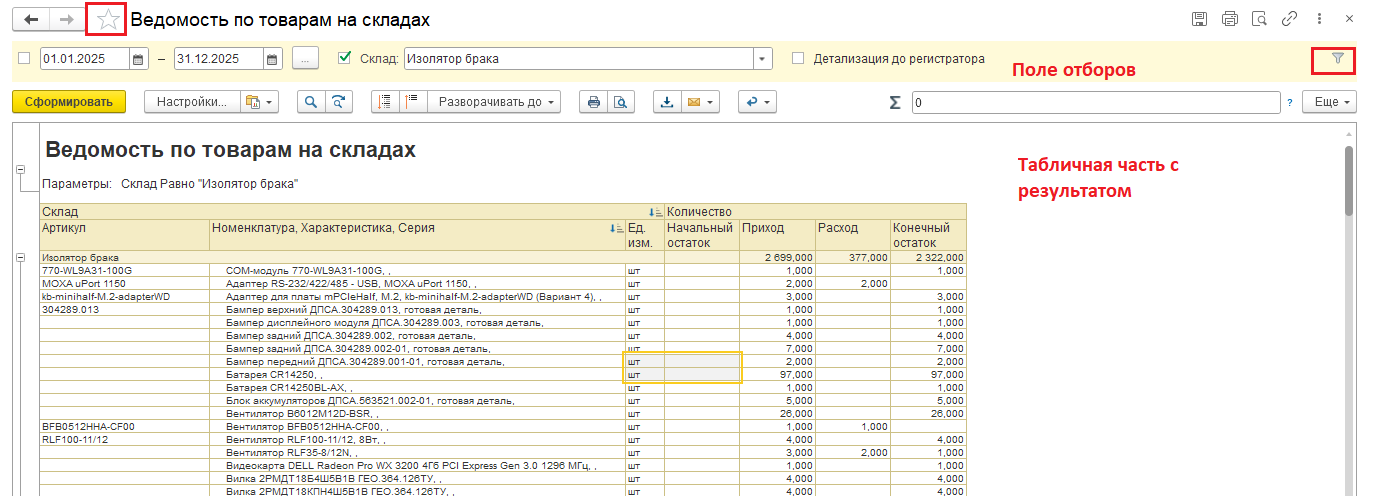 Ведомость по товарам на складах
01.01.2025 – 31.12.2025 ... Склад: Изолятор брака Детализация до регистратора
Поле отборов
Сформировать Настройки... Разворачивать до Σ 0 ? Еще
Ведомость по товарам на складах
Табличная часть с
результатом
Параметры: Склад Равно "Изолятор брака"
Склад Количество
Артикул Номенклатура, Характеристика, Серия Ед. изм. Начальный остаток Приход Расход Конечный остаток
Изолятор брака 2 699,000 377,000 2 322,000
770-WL9A31-100G COM-модуль 770-WL9A31-100G, , шт 1,000 1,000
MOXA uPort 1150 Адаптер RS-232/422/485 - USB, MOXA uPort 1150, , шт 2,000 2,000
kb-minihalf-M.2-adapterWD Адаптер для платы mPCIeHalf, M.2, kb-minihalf-M.2-adapterWD (Вариант 4), , шт 3,000 3,000
304289.013 Бампер верхний ДПСА.304289.013, готовая деталь, шт 1,000 1,000
Бампер дисплейного модуля ДПСА.304289.003, готовая деталь, шт 1,000 1,000
Бампер задний ДПСА.304289.002, готовая деталь, шт 4,000 4,000
Бампер задний ДПСА.304289.002-01, готовая деталь, шт 7,000 7,000
Бампер передний ДПСА.304289.001-01, готовая деталь, шт 2,000 2,000
Батарея CR14250, , шт 97,000 97,000
Батарея CR14250BL-AX, , шт 1,000 1,000
Блок аккумуляторов ДПСА.563521.002-01, готовая деталь, шт 5,000 5,000
Вентилятор B6012M12D-BSR, , шт 26,000 26,000
BFB0512HHA-CF00 Вентилятор BFB0512HHA-CF00, , шт 1,000 1,000
RLF100-11/12 Вентилятор RLF100-11/12, 8Вт, , шт 4,000 4,000
Вентилятор RLF35-8/12N, , шт 3,000 2,000 1,000
Видеокарта DELL Radeon Pro WX 3200 4Гб PCI Express Gen 3.0 1296 МГц, , шт 1,000 1,000
Вилка 2РМДТ18Б4Ш5В1В ГЕО.364.126ТУ, , шт 4,000 4,000
Вилка 2РМДТ18КПН4Ш5В1В ГЕО.364.126ТУ, , шт 4,000 4,000